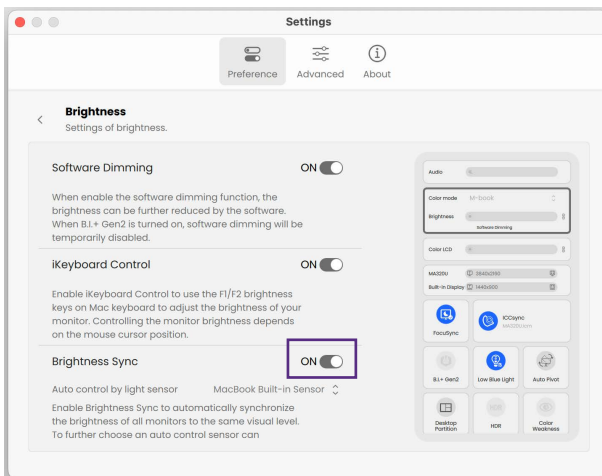 Settings
Preference
Advanced
About
Brightness
Settings of brightness.
Software Dimming ON
When enable the software dimming function, the
brightness can be further reduced by the software.
When B.I.+ Gen2 is turned on, software dimming will be
temporarily disabled.
iKeyboard Control ON
Enable iKeyboard Control to use the F1/F2 brightness
keys on Mac keyboard to adjust the brightness of your
monitor. Controlling the monitor brightness depends
on the mouse cursor position.
Brightness Sync ON
Auto control by light sensor MacBook Built-in Sensor
Enable Brightness Sync to automatically synchronize
the brightness of all monitors to the same visual level.
To further choose an auto control sensor can
Audio
Color mode M-book
Brightness
Software Dimming
Color LCD
MA320U 3840x2160
Built-in Display 1440x900
FocuSync
ICCsync
B.I.+ Gen2
Low Blue Light
Auto Pivot
Desktop
Partition
HDR
Color
Weakness